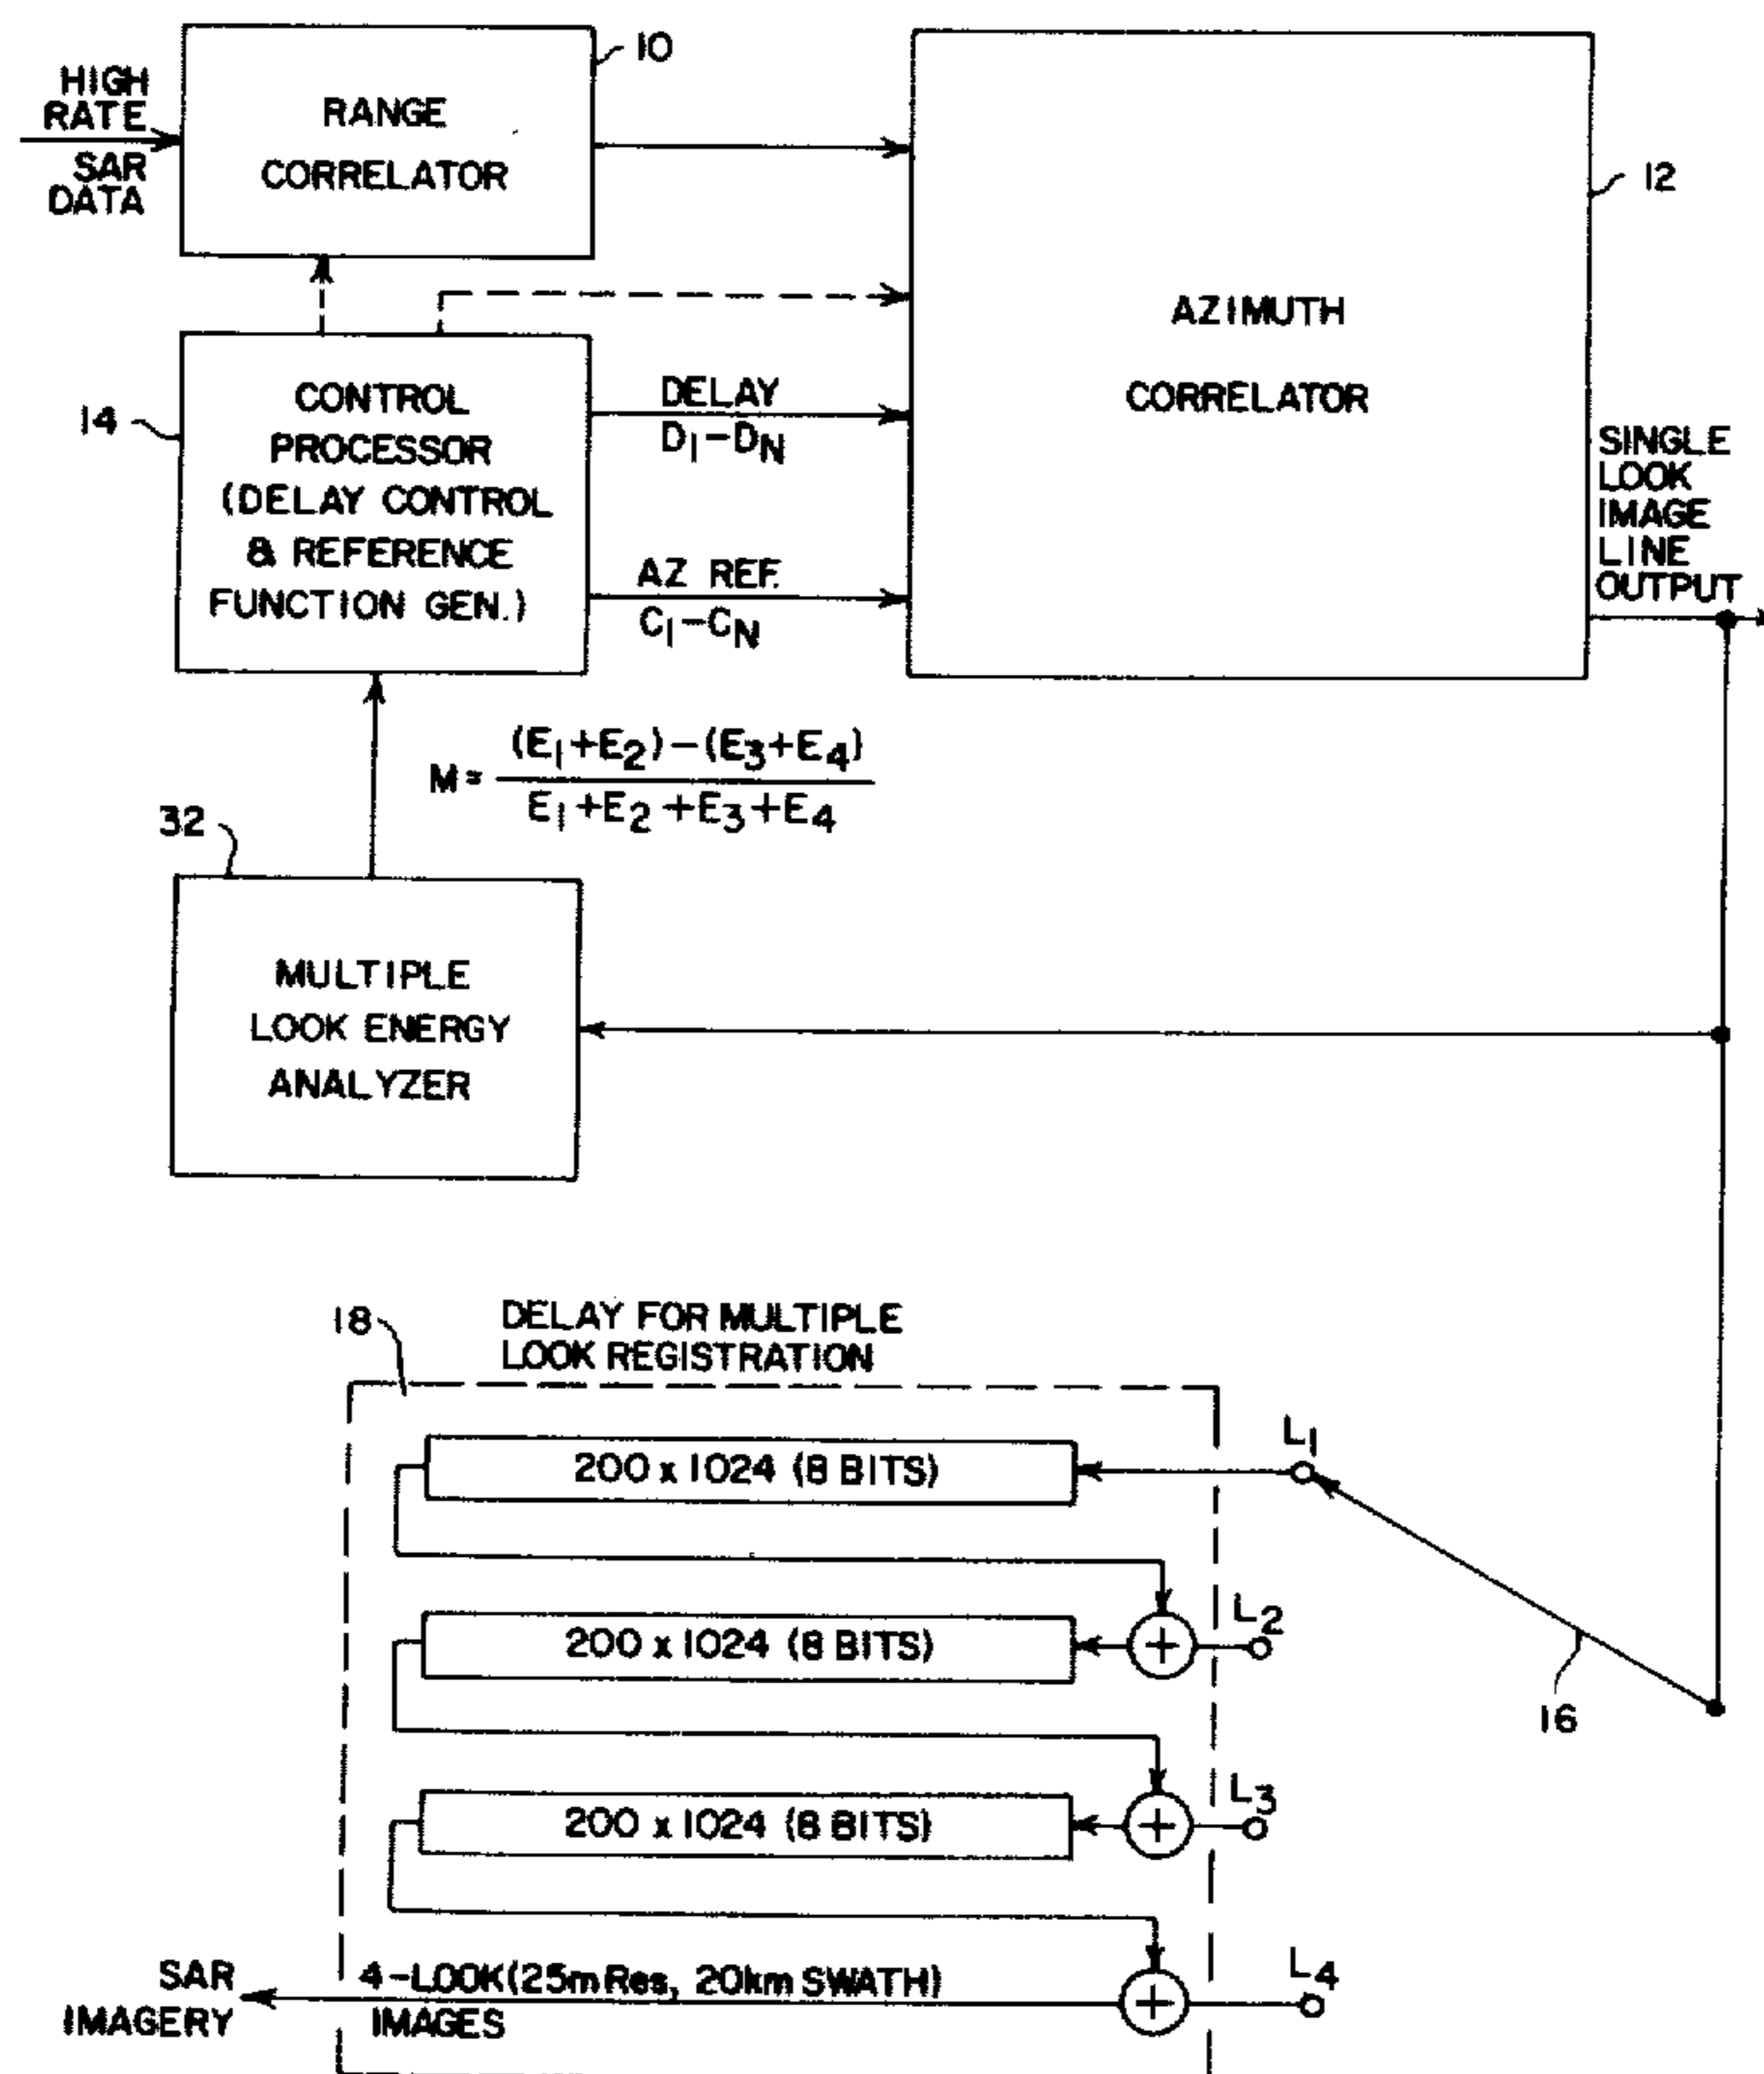 HIGH
RATE
SAR
DATA
RANGE
CORRELATOR
10
AZIMUTH
CORRELATOR
12
14
CONTROL
PROCESSOR
(DELAY CONTROL
& REFERENCE
FUNCTION GEN.)
DELAY
D1-DN
AZ REF.
C1-CN
SINGLE
LOOK
IMAGE
LINE
OUTPUT
M = (E1+E2)-(E3+E4)
E1+E2+E3+E4
32
MULTIPLE
LOOK ENERGY
ANALYZER
18
DELAY FOR MULTIPLE
LOOK REGISTRATION
200 x 1024 (8 BITS)
L1
200 x 1024 (8 BITS)
+
L2
16
200 x 1024 (8 BITS)
+
L3
SAR
IMAGERY
4-LOOK(25m Res, 20km SWATH)
IMAGES
+
L4